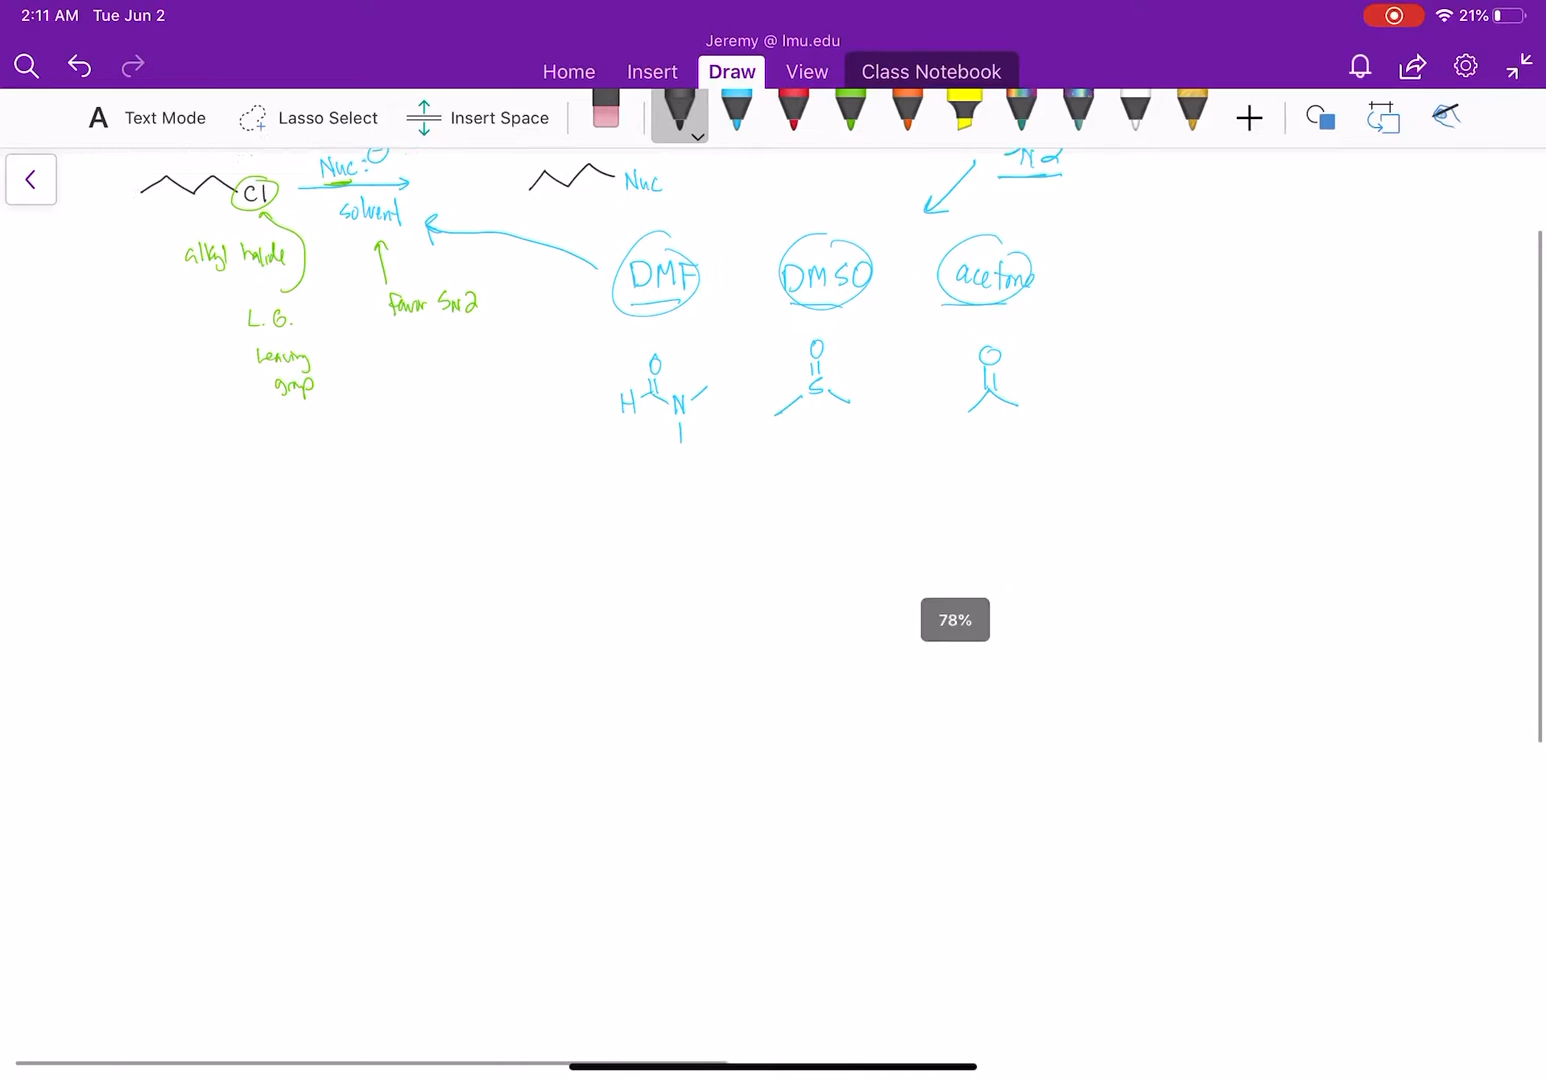 2:11 AM Tue Jun 2
21%
Jeremy @ lmu.edu
Home Insert Draw View Class Notebook
A Text Mode Lasso Select Insert Space
Nuc:⊖
Cl
Nuc
solvent
alkyl halide
DMF DMSO acetone
favor SN2
L.G.
leaving
group
O O O
H N S
78%